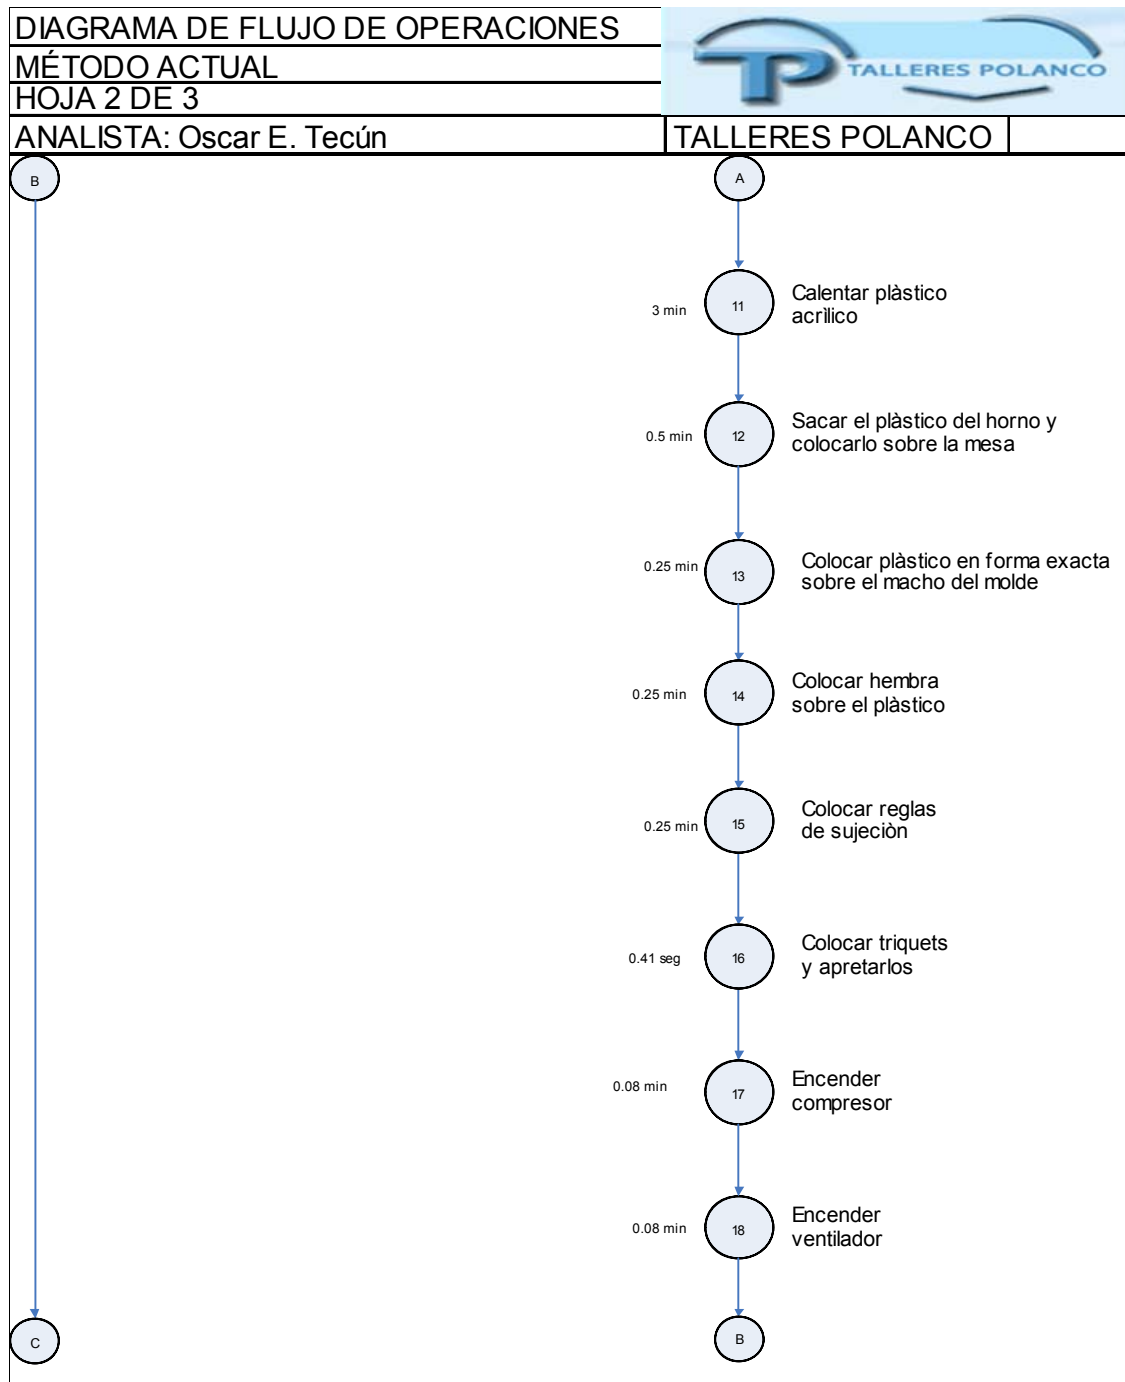 DIAGRAMA DE FLUJO DE OPERACIONES
MÉTODO ACTUAL
HOJA 2 DE 3
TALLERES POLANCO
ANALISTA: Oscar E. Tecún
TALLERES POLANCO
B
A
3 min
11
Calentar plàstico
acrìlico
0.5 min
12
Sacar el plàstico del horno y
colocarlo sobre la mesa
0.25 min
13
Colocar plàstico en forma exacta
sobre el macho del molde
0.25 min
14
Colocar hembra
sobre el plàstico
0.25 min
15
Colocar reglas
de sujeciòn
0.41 seg
16
Colocar triquets
y apretarlos
0.08 min
17
Encender
compresor
0.08 min
18
Encender
ventilador
C
B